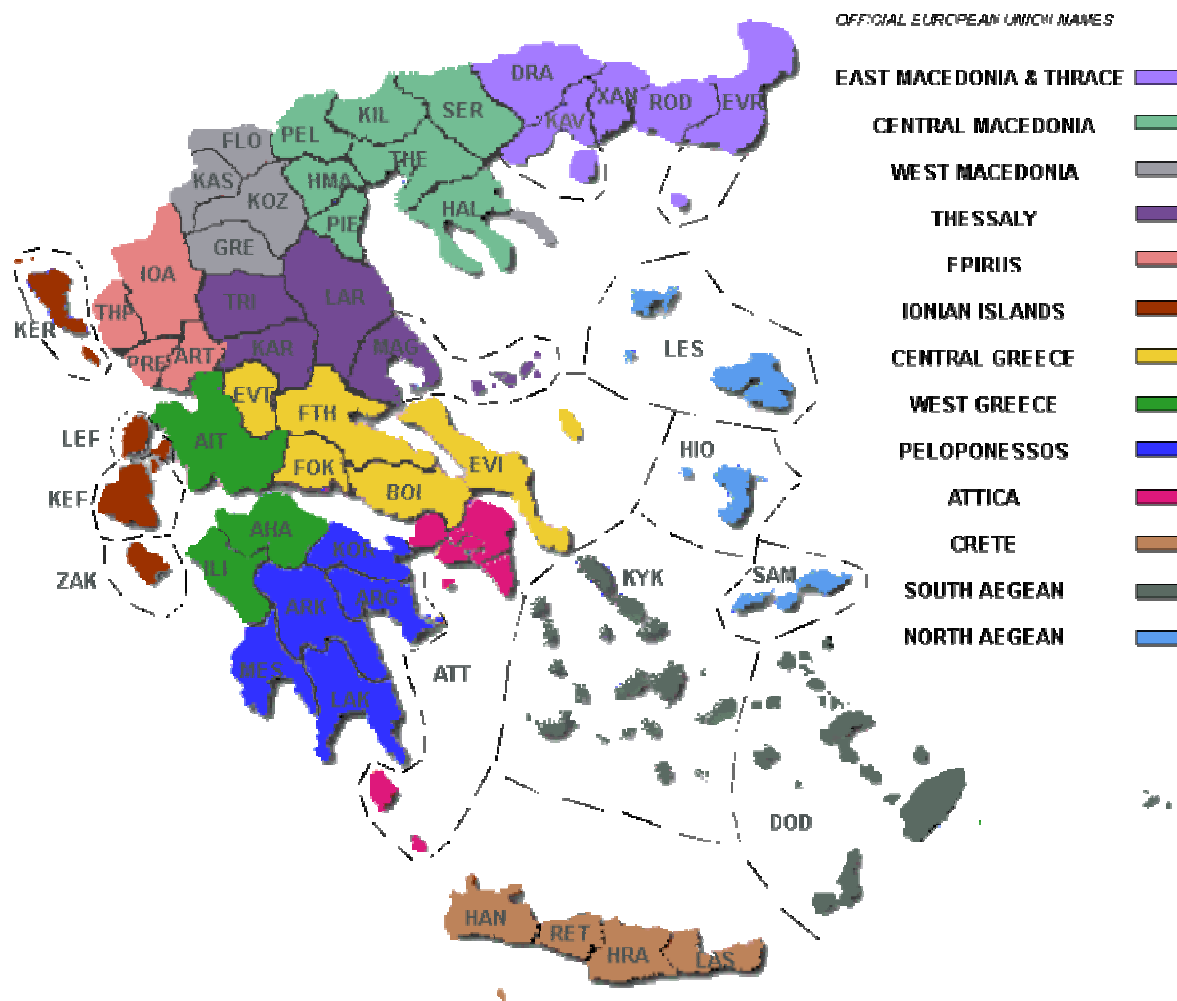 OFFICIAL EUROPEAN UNION NAMES
EAST MACEDONIA & THRACE
CENTRAL MACEDONIA
WEST MACEDONIA
THESSALY
EPIRUS
IONIAN ISLANDS
CENTRAL GREECE
WEST GREECE
PELOPONESSOS
ATTICA
CRETE
SOUTH AEGEAN
NORTH AEGEAN
DRA
XAN
ROD
EVR
KAV
SER
KIL
PEL
THE
HMA
HAL
PIE
FLO
KAS
KOZ
GRE
IOA
THP
PRE
ART
KER
TRI
LAR
KAR
MAG
LES
EVT
FTH
AIT
FOK
BOI
EVI
LEF
KEF
ZAK
HIO
AHA
ILI
KOR
ARK
ARG
MES
LAK
ATT
KYK
SAM
DOD
HAN
RET
HRA
LAS